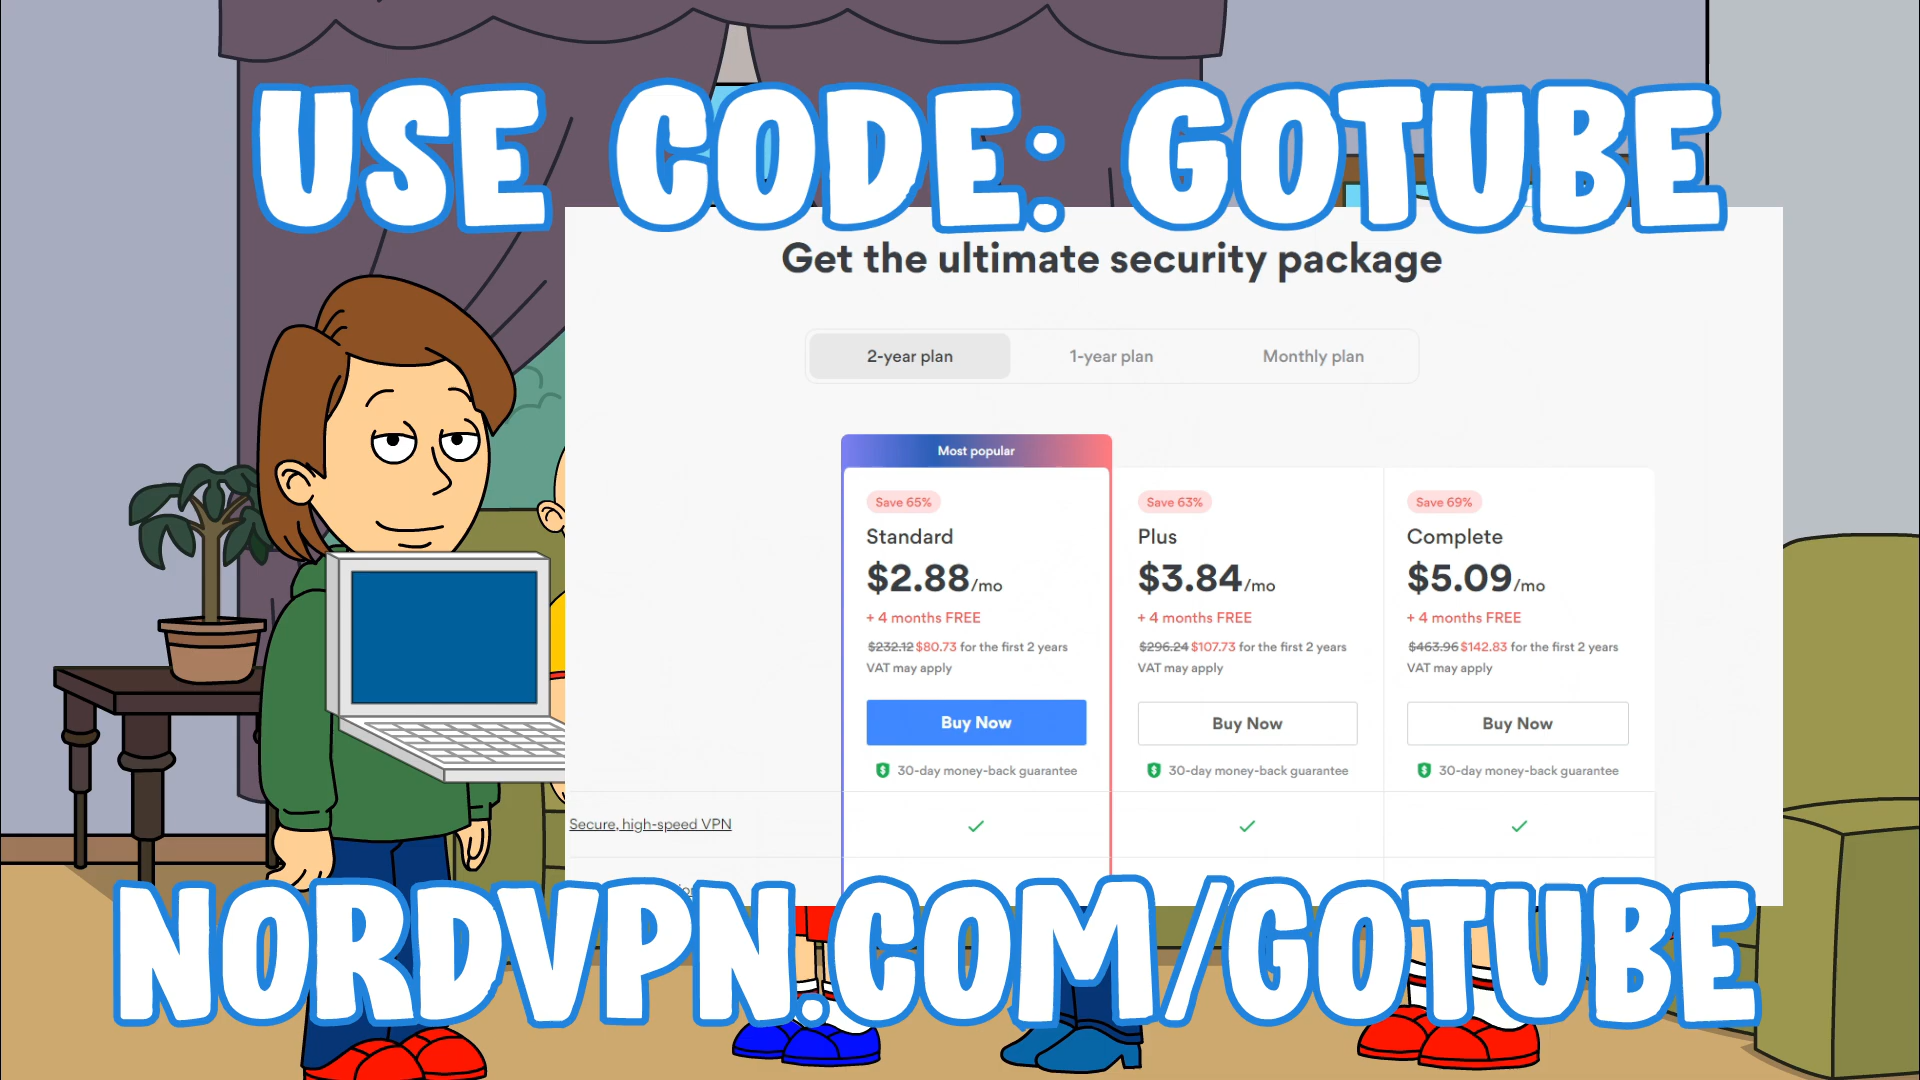 USE CODE: GOTUBE
Get the ultimate security package
2-year plan 1-year plan Monthly plan
Most popular
Save 65% Save 63% Save 69%
Standard Plus Complete
$2.88/mo $3.84/mo $5.09/mo
+ 4 months FREE + 4 months FREE + 4 months FREE
$232.12 $80.73 for the first 2 years $296.24 $107.73 for the first 2 years $463.96 $142.83 for the first 2 years
VAT may apply VAT may apply VAT may apply
Buy Now Buy Now Buy Now
30-day money-back guarantee 30-day money-back guarantee 30-day money-back guarantee
Secure, high-speed VPN
NORDVPN.COM/GOTUBE